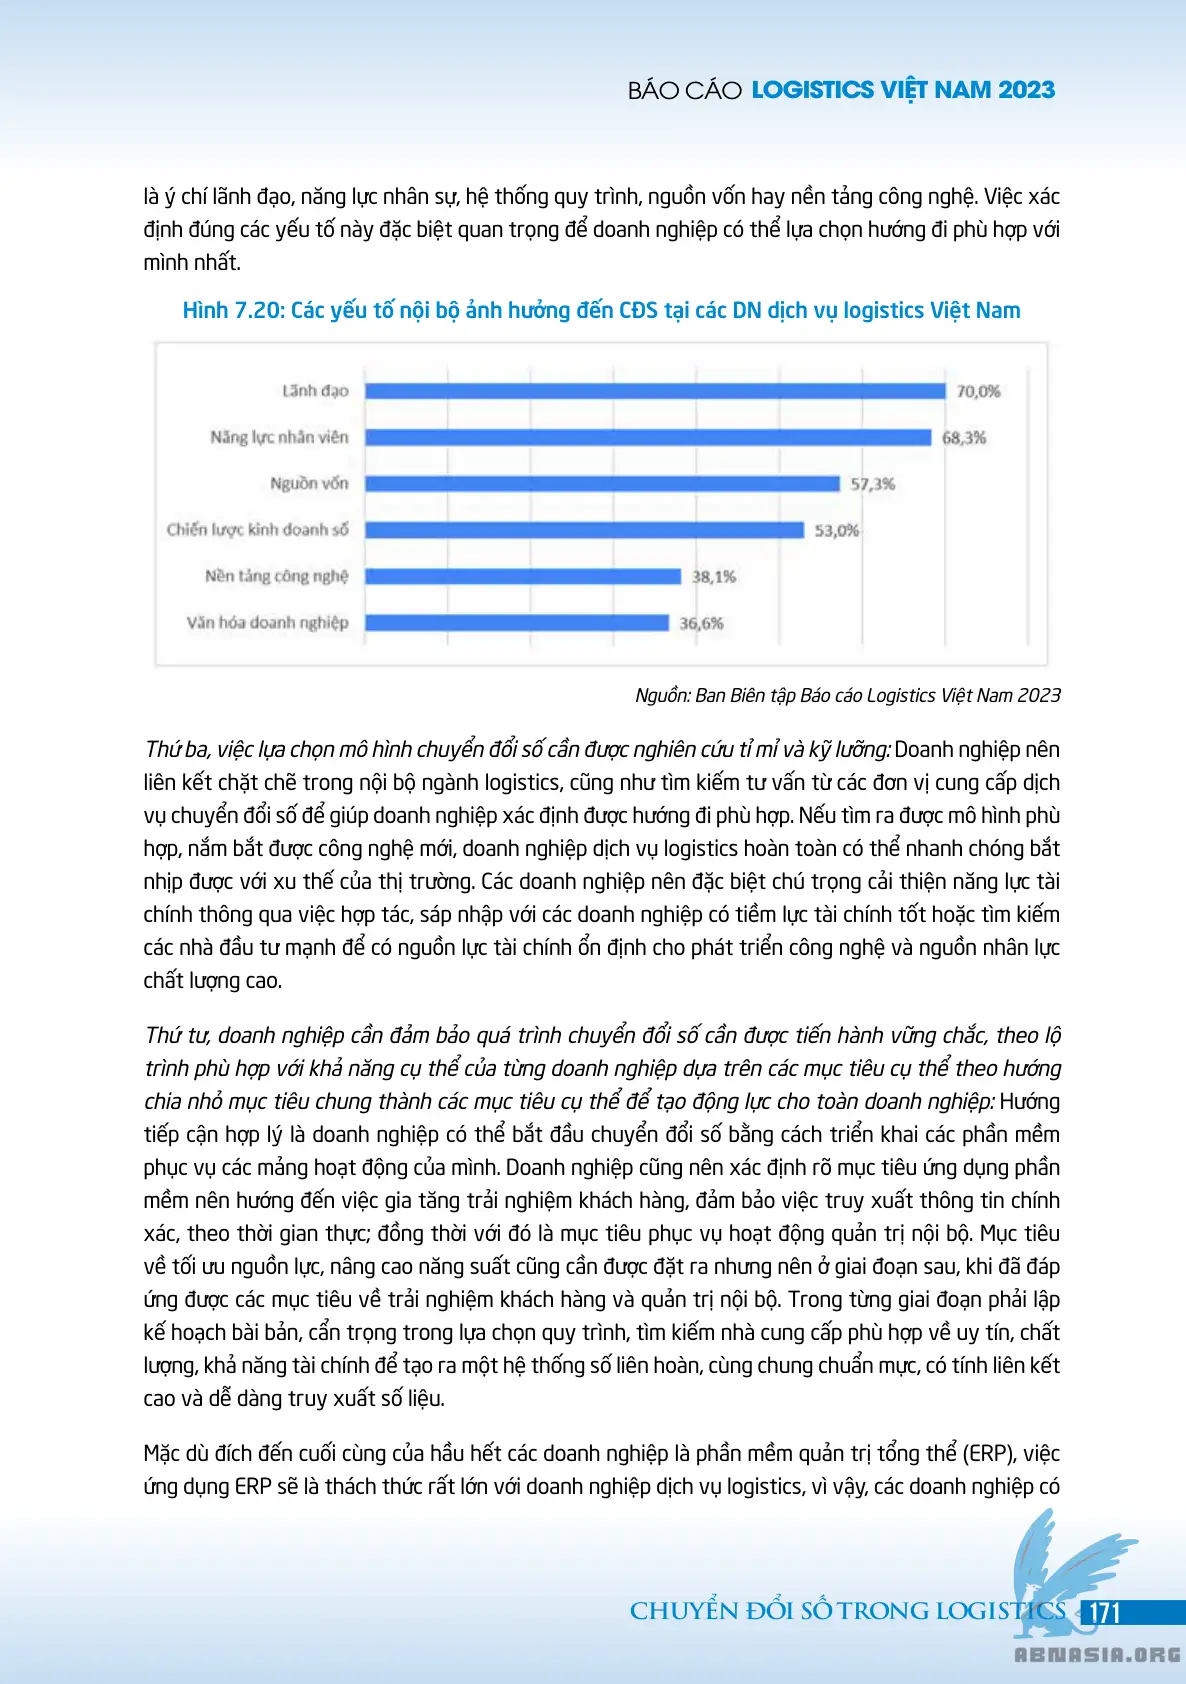 BÁO CÁO LOGISTICS VIỆT NAM 2023
là ý chí lãnh đạo, năng lực nhân sự, hệ thống quy trình, nguồn vốn hay nền tảng công nghệ. Việc xác
định đúng các yếu tố này đặc biệt quan trọng để doanh nghiệp có thể lựa chọn hướng đi phù hợp với
mình nhất.
Hình 7.20: Các yếu tố nội bộ ảnh hưởng đến CĐS tại các DN dịch vụ logistics Việt Nam
Lãnh đạo 70,0%
Năng lực nhân viên 68,3%
Nguồn vốn 57,3%
Chiến lược kinh doanh số 53,0%
Nền tảng công nghệ 38,1%
Văn hóa doanh nghiệp 36,6%
Nguồn: Ban Biên tập Báo cáo Logistics Việt Nam 2023
Thứ ba, việc lựa chọn mô hình chuyển đổi số cần được nghiên cứu tỉ mỉ và kỹ lưỡng: Doanh nghiệp nên
liên kết chặt chẽ trong nội bộ ngành logistics, cũng như tìm kiếm tư vấn từ các đơn vị cung cấp dịch
vụ chuyển đổi số để giúp doanh nghiệp xác định được hướng đi phù hợp. Nếu tìm ra được mô hình phù
hợp, nắm bắt được công nghệ mới, doanh nghiệp dịch vụ logistics hoàn toàn có thể nhanh chóng bắt
nhịp được với xu thế của thị trường. Các doanh nghiệp nên đặc biệt chú trọng cải thiện năng lực tài
chính thông qua việc hợp tác, sáp nhập với các doanh nghiệp có tiềm lực tài chính tốt hoặc tìm kiếm
các nhà đầu tư mạnh để có nguồn lực tài chính ổn định cho phát triển công nghệ và nguồn nhân lực
chất lượng cao.
Thứ tư, doanh nghiệp cần đảm bảo quá trình chuyển đổi số cần được tiến hành vững chắc, theo lộ
trình phù hợp với khả năng cụ thể của từng doanh nghiệp dựa trên các mục tiêu cụ thể theo hướng
chia nhỏ mục tiêu chung thành các mục tiêu cụ thể để tạo động lực cho toàn doanh nghiệp: Hướng
tiếp cận hợp lý là doanh nghiệp có thể bắt đầu chuyển đổi số bằng cách triển khai các phần mềm
phục vụ các mảng hoạt động của mình. Doanh nghiệp cũng nên xác định rõ mục tiêu ứng dụng phần
mềm nên hướng đến việc gia tăng trải nghiệm khách hàng, đảm bảo việc truy xuất thông tin chính
xác, theo thời gian thực; đồng thời với đó là mục tiêu phục vụ hoạt động quản trị nội bộ. Mục tiêu
về tối ưu nguồn lực, nâng cao năng suất cũng cần được đặt ra nhưng nên ở giai đoạn sau, khi đã đáp
ứng được các mục tiêu về trải nghiệm khách hàng và quản trị nội bộ. Trong từng giai đoạn phải lập
kế hoạch bài bản, cẩn trọng trong lựa chọn quy trình, tìm kiếm nhà cung cấp phù hợp về uy tín, chất
lượng, khả năng tài chính để tạo ra một hệ thống số liên hoàn, cùng chung chuẩn mực, có tính liên kết
cao và dễ dàng truy xuất số liệu.
Mặc dù đích đến cuối cùng của hầu hết các doanh nghiệp là phần mềm quản trị tổng thể (ERP), việc
ứng dụng ERP sẽ là thách thức rất lớn với doanh nghiệp dịch vụ logistics, vì vậy, các doanh nghiệp có
CHUYỂN ĐỔI SỐ TRONG LOGISTICS 171
ABNASIA.ORG